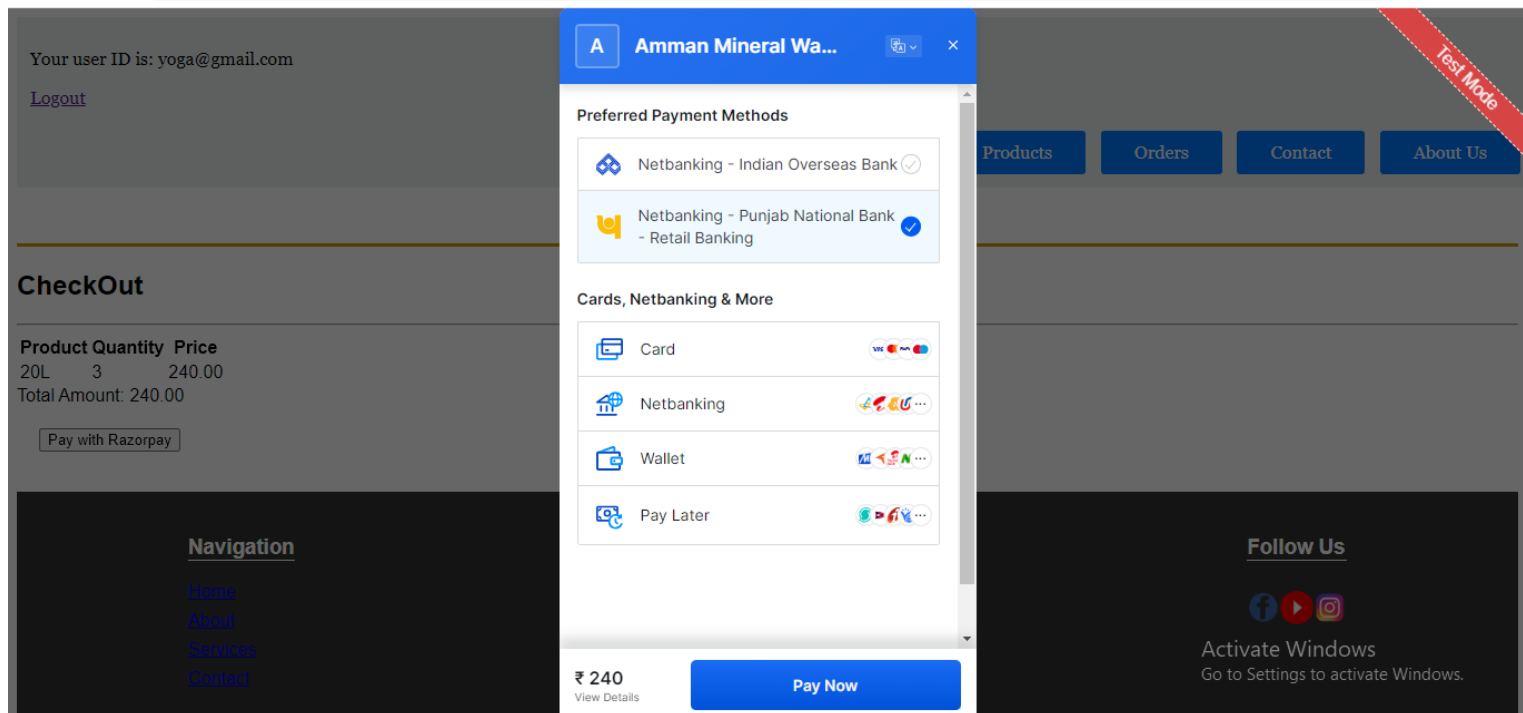 Your user ID is: yoga@gmail.com
Logout
Products
Orders
Contact
About Us
Test Mode
CheckOut
Product Quantity Price
20L 3 240.00
Total Amount: 240.00
Pay with Razorpay
Navigation
Home
About
Services
Contact
Follow Us
Activate Windows
Go to Settings to activate Windows.
A
Amman Mineral Wa...
Preferred Payment Methods
Netbanking - Indian Overseas Bank
Netbanking - Punjab National Bank
- Retail Banking
Cards, Netbanking & More
Card
Netbanking
Wallet
Pay Later
₹ 240
View Details
Pay Now